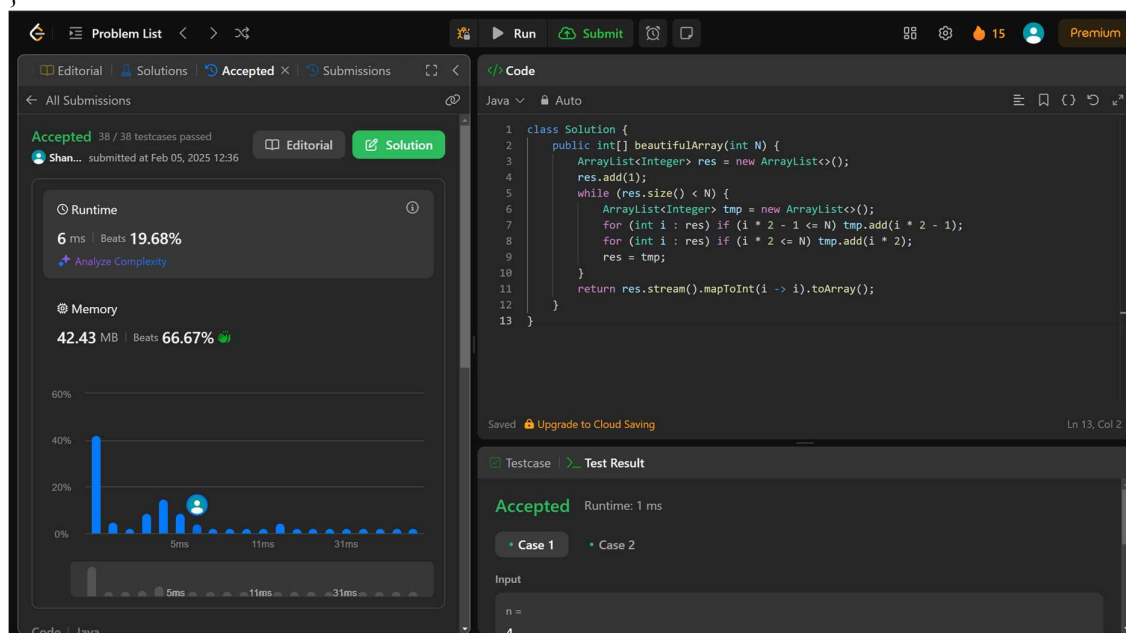 ;
Problem List
Run
Submit
15
Premium
Editorial
Solutions
Accepted
Submissions
All Submissions
Accepted 38 / 38 testcases passed
Shan... submitted at Feb 05, 2025 12:36
Editorial
Solution
Runtime
6 ms Beats 19.68%
Analyze Complexity
Memory
42.43 MB Beats 66.67%
60%
40%
20%
0%
5ms 11ms 31ms
5ms 11ms 31ms
Code Java
</> Code
Java Auto
1 class Solution {
2 public int[] beautifulArray(int N) {
3 ArrayList<Integer> res = new ArrayList<>();
4 res.add(1);
5 while (res.size() < N) {
6 ArrayList<Integer> tmp = new ArrayList<>();
7 for (int i : res) if (i * 2 - 1 <= N) tmp.add(i * 2 - 1);
8 for (int i : res) if (i * 2 <= N) tmp.add(i * 2);
9 res = tmp;
10 }
11 return res.stream().mapToInt(i -> i).toArray();
12 }
13 }
Saved Upgrade to Cloud Saving
Ln 13, Col 2
Testcase
Test Result
Accepted Runtime: 1 ms
• Case 1 • Case 2
Input
n =
4